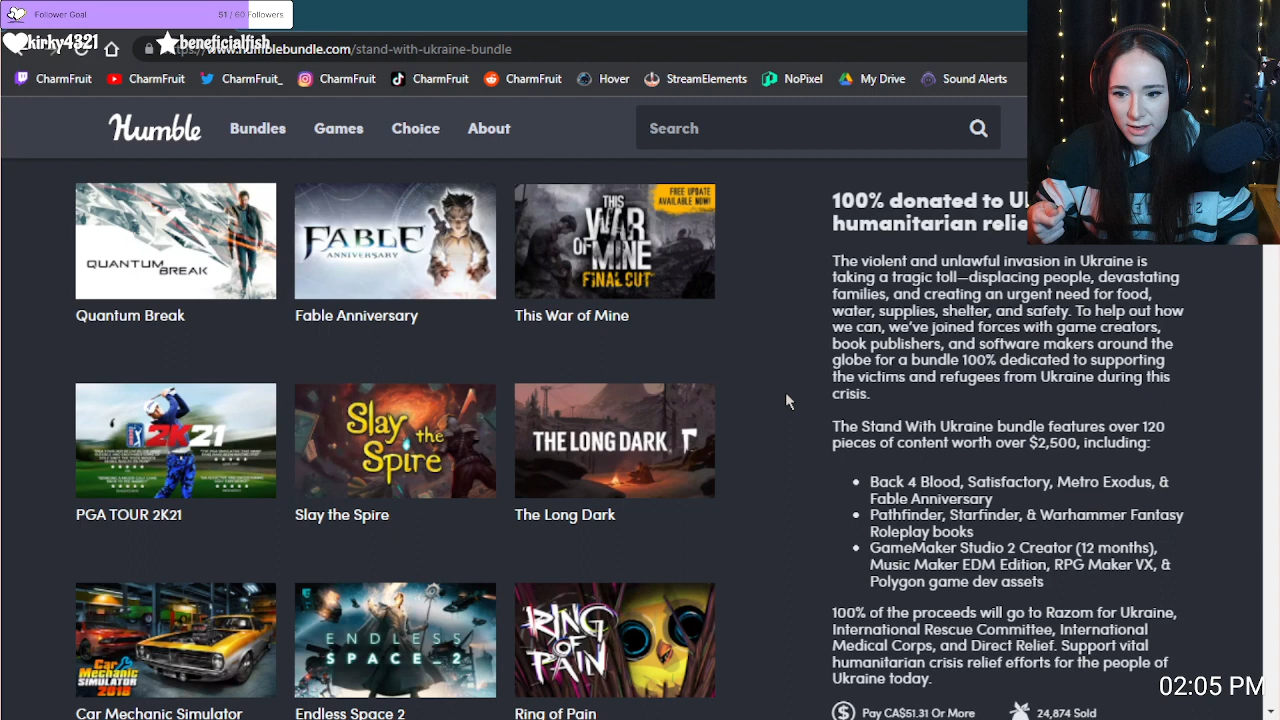 Follower Goal 51 / 60 Followers
kirky4321 beneficialfish
www.humblebundle.com/stand-with-ukraine-bundle
CharmFruit CharmFruit CharmFruit_ CharmFruit CharmFruit CharmFruit Hover StreamElements NoPixel My Drive Sound Alerts
Humble Bundles Games Choice About Search
QUANTUM BREAK
FABLE
ANNIVERSARY
THIS
WAR
OF MINE
FINAL CUT
FREE UPDATE
AVAILABLE NOW!
Quantum Break Fable Anniversary This War of Mine
PGA TOUR 2K21
Slay
the
Spire
THE LONG DARK
PGA TOUR 2K21 Slay the Spire The Long Dark
Car
Mechanic
SIMULATOR
2018
ENDLESS
SPACE_2
RING
OF
PAIN
Car Mechanic Simulator Endless Space 2 Ring of Pain
100% donated to
humanitarian
The violent and unlawful invasion in Ukraine is
taking a tragic toll—displacing people, devastating
families, and creating an urgent need for food,
water, supplies, shelter, and safety. To help out how
we can, we've joined forces with game creators,
book publishers, and software makers around the
globe for a bundle 100% dedicated to supporting
the victims and refugees from Ukraine during this
crisis.
The Stand With Ukraine bundle features over 120
pieces of content worth over $2,500, including:
Back 4 Blood, Satisfactory, Metro Exodus, &
Fable Anniversary
Pathfinder, Starfinder, & Warhammer Fantasy
Roleplay books
GameMaker Studio 2 Creator (12 months),
Music Maker EDM Edition, RPG Maker VX, &
Polygon game dev assets
100% of the proceeds will go to Razom for Ukraine,
International Rescue Committee, International
Medical Corps, and Direct Relief. Support vital
humanitarian crisis relief efforts for the people of
Ukraine today.
02:05 PM
Pay CA$51.31 Or More 24,874 Sold